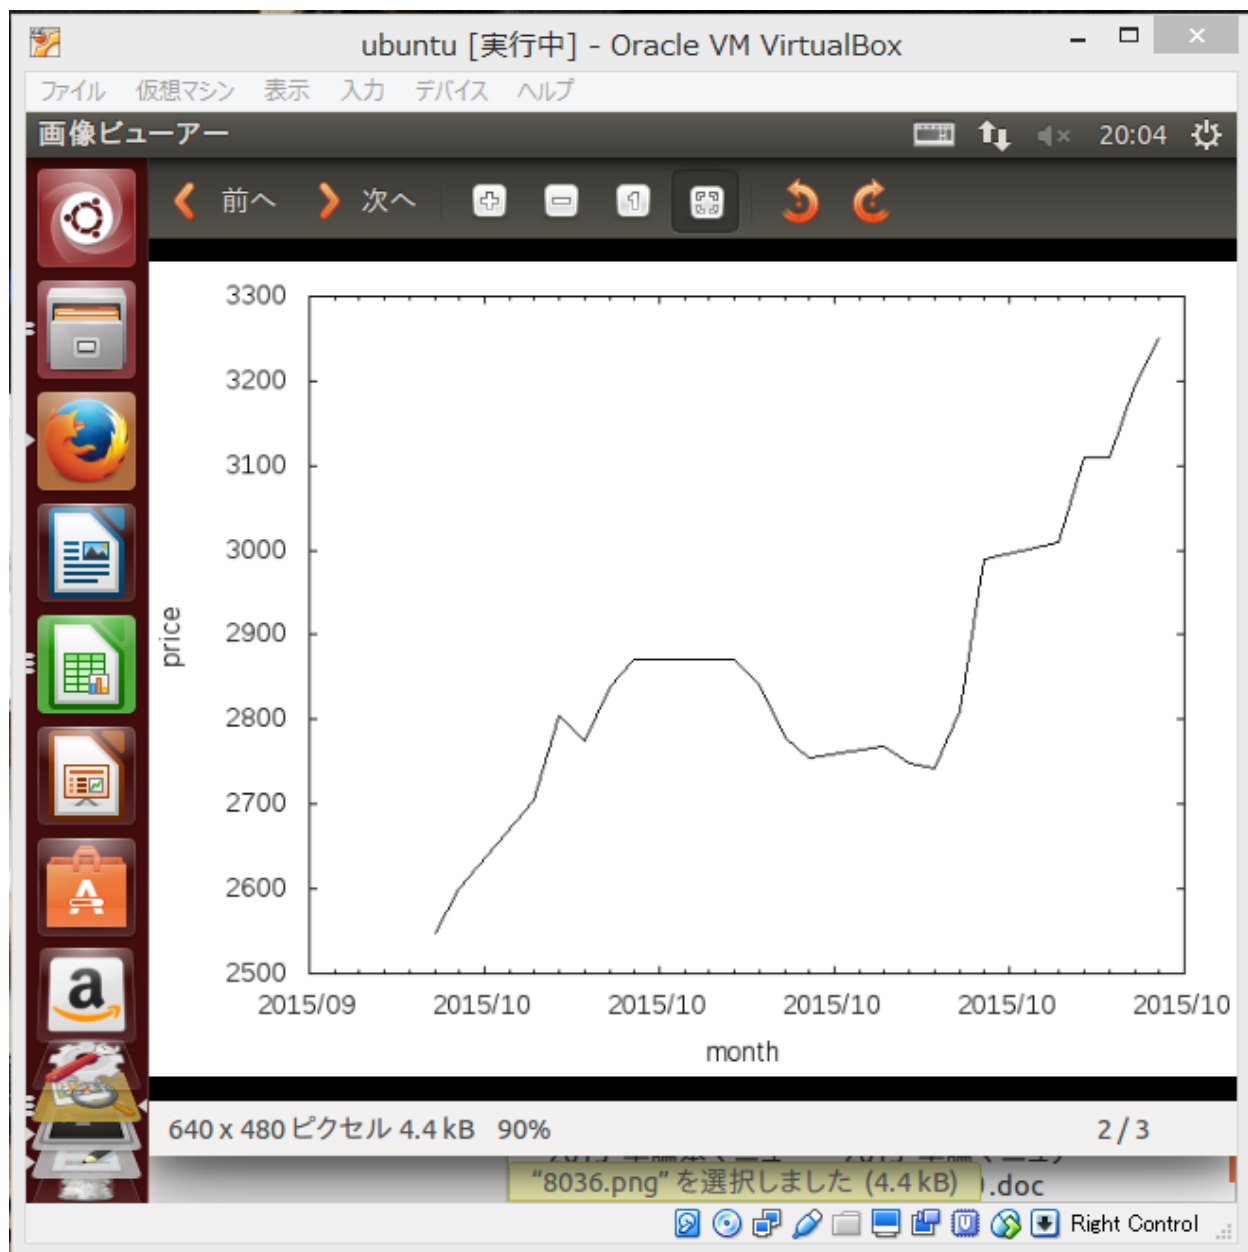 ubuntu [実行中] - Oracle VM VirtualBox
ファイル 仮想マシン 表示 入力 デバイス ヘルプ
画像ビューアー 20:04
前へ 次へ
3300
3200
3100
3000
2900
2800
2700
2600
2500
price
2015/09 2015/10 2015/10 2015/10 2015/10 2015/10
month
640 x 480 ピクセル 4.4 kB 90% 2 / 3
“8036.png” を選択しました (4.4 kB) ).doc
Right Control